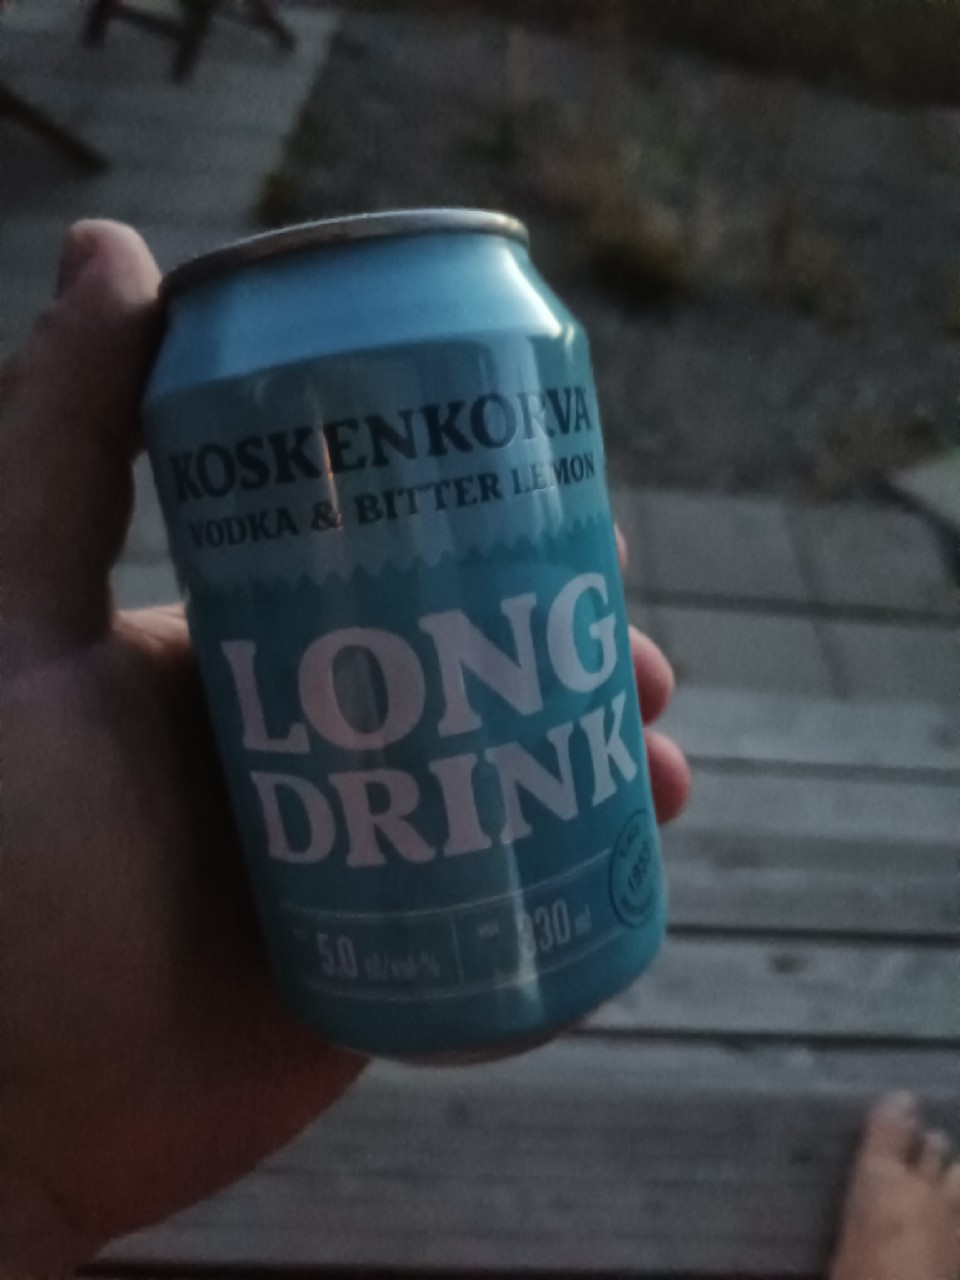 KOSKENKORVA
VODKA & BITTER LEMON
LONG
DRINK
5.0 330 ml